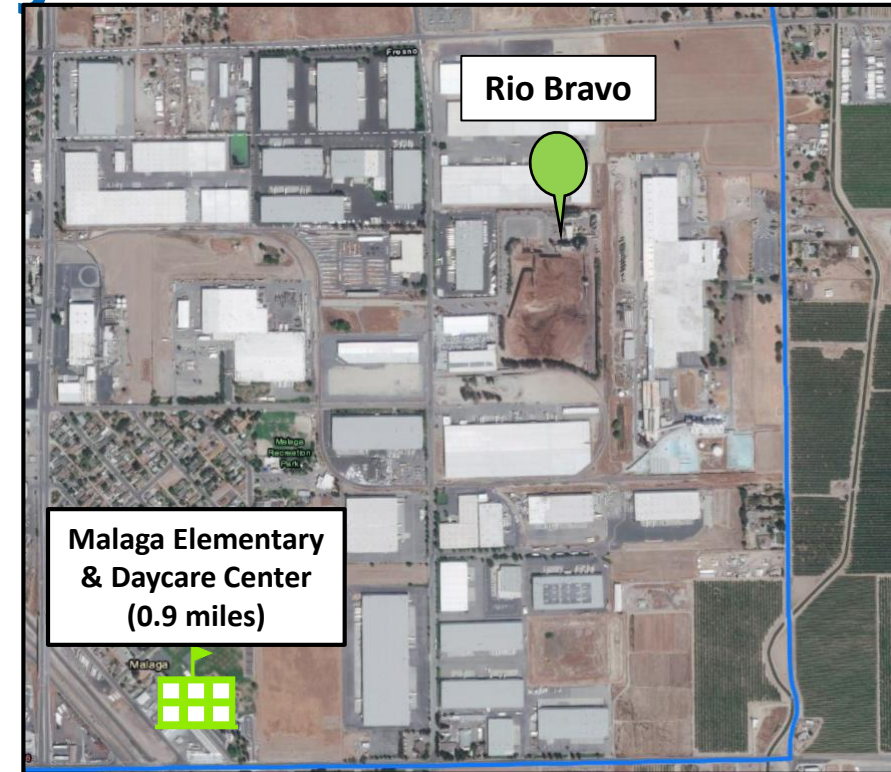 Fresno
Rio Bravo
Malaga
Recreation
Park
Malaga Elementary
& Daycare Center
(0.9 miles)
Malaga